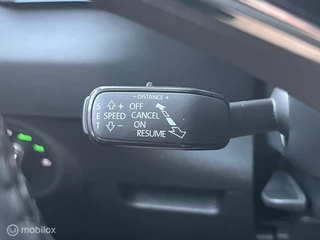 - DISTANCE +
S + OFF
E SPEED CANCEL
T - ON
RESUME
© mobilox